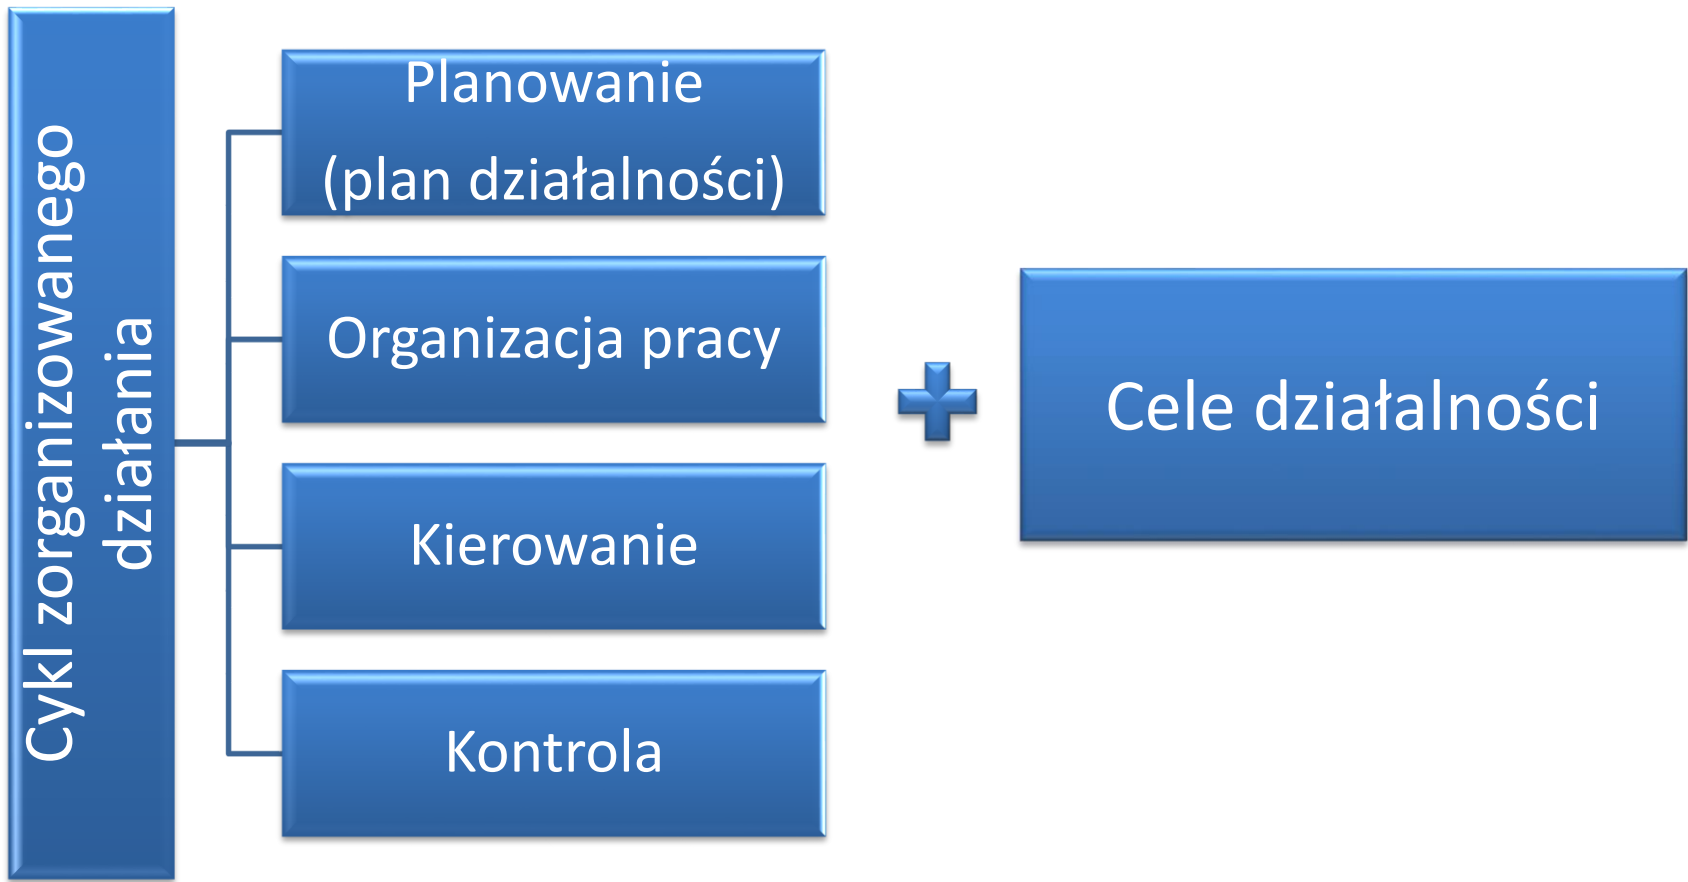 Cykl zorganizowanego
działania
Planowanie
(plan działalności)
Organizacja pracy
Kierowanie
Kontrola
Cele działalności